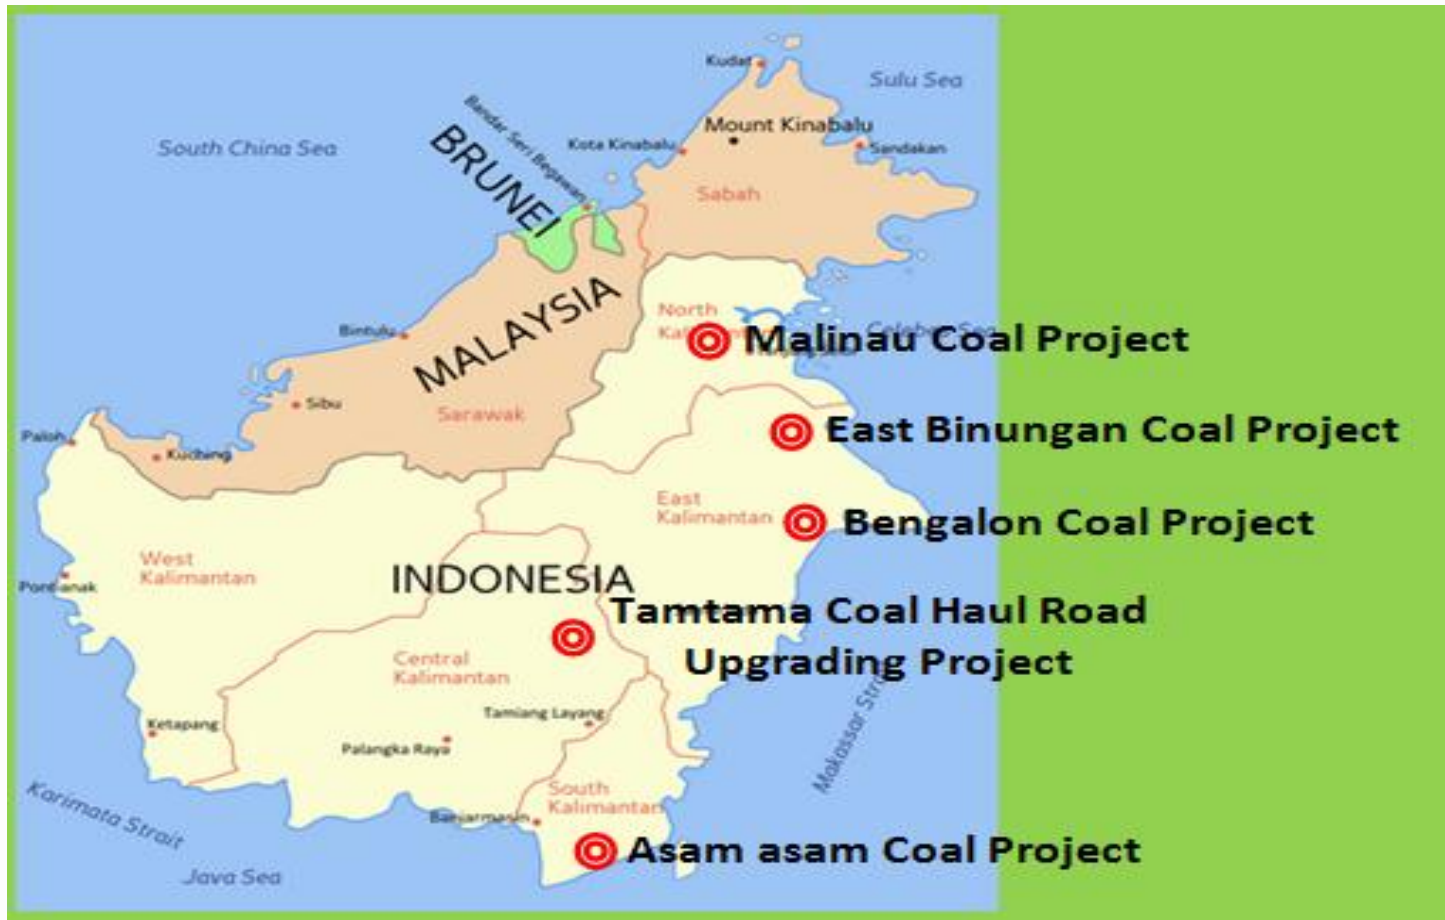 Kudat
Sulu Sea
Mount Kinabalu
Bandar Seri Begawan
South China Sea
BRUNEI
Kota Kinabalu
Sandakan
Sabah
MALAYSIA
North
Bintulu
Malinau Coal Project
Sibu
Sarawak
Paloh
Kuching
East Binungan Coal Project
East
Kalimantan
Bengalon Coal Project
West
Kalimantan
INDONESIA
Pontianak
Tamtama Coal Haul Road
Upgrading Project
Central
Kalimantan
Tamiang Layang
Ketapang
Palangka Raya
Makassar Strait
South
Kalimantan
Karimata Strait
Banjarmasin
Asam asam Coal Project
Java Sea